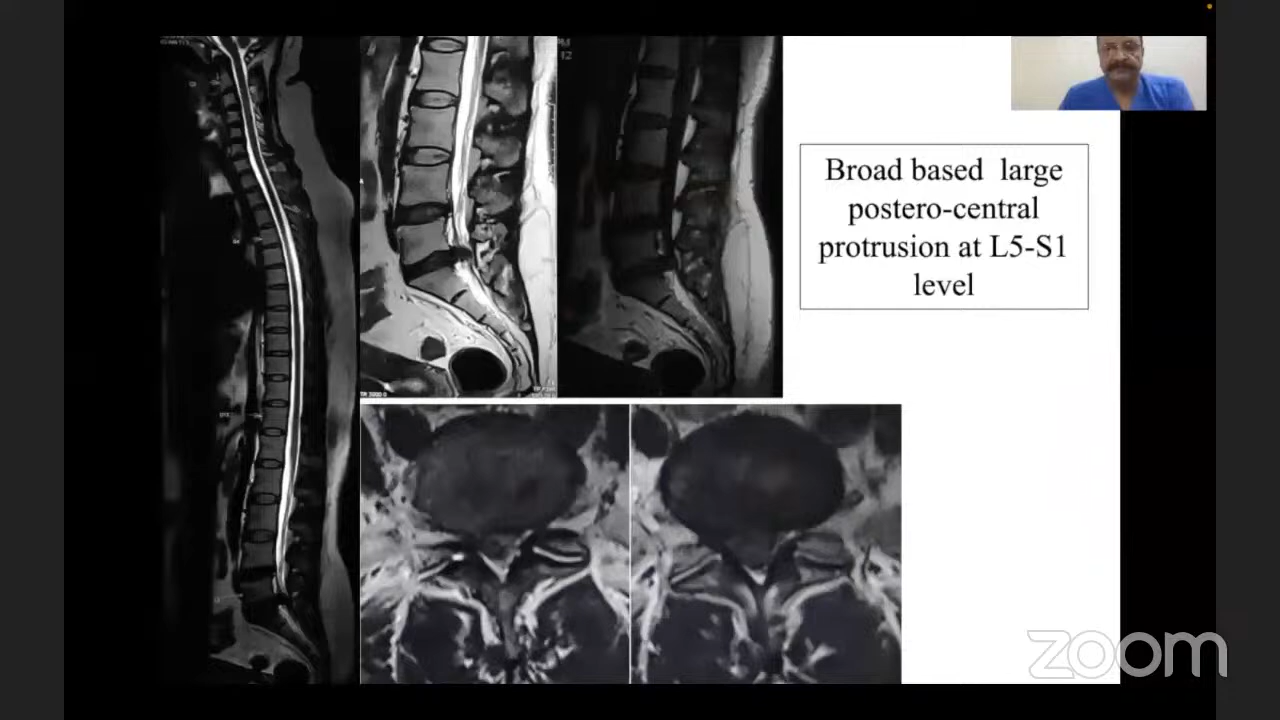 Broad based large
postero-central
protrusion at L5-S1
level
zoom